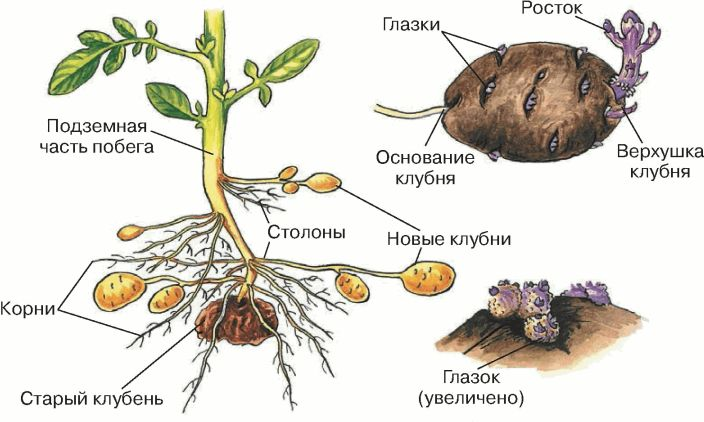 Росток
Глазки
Подземная
часть побега
Основание
клубня
Верхушка
клубня
Столоны
Новые клубни
Корни
Старый клубень
Глазок
(увеличено)